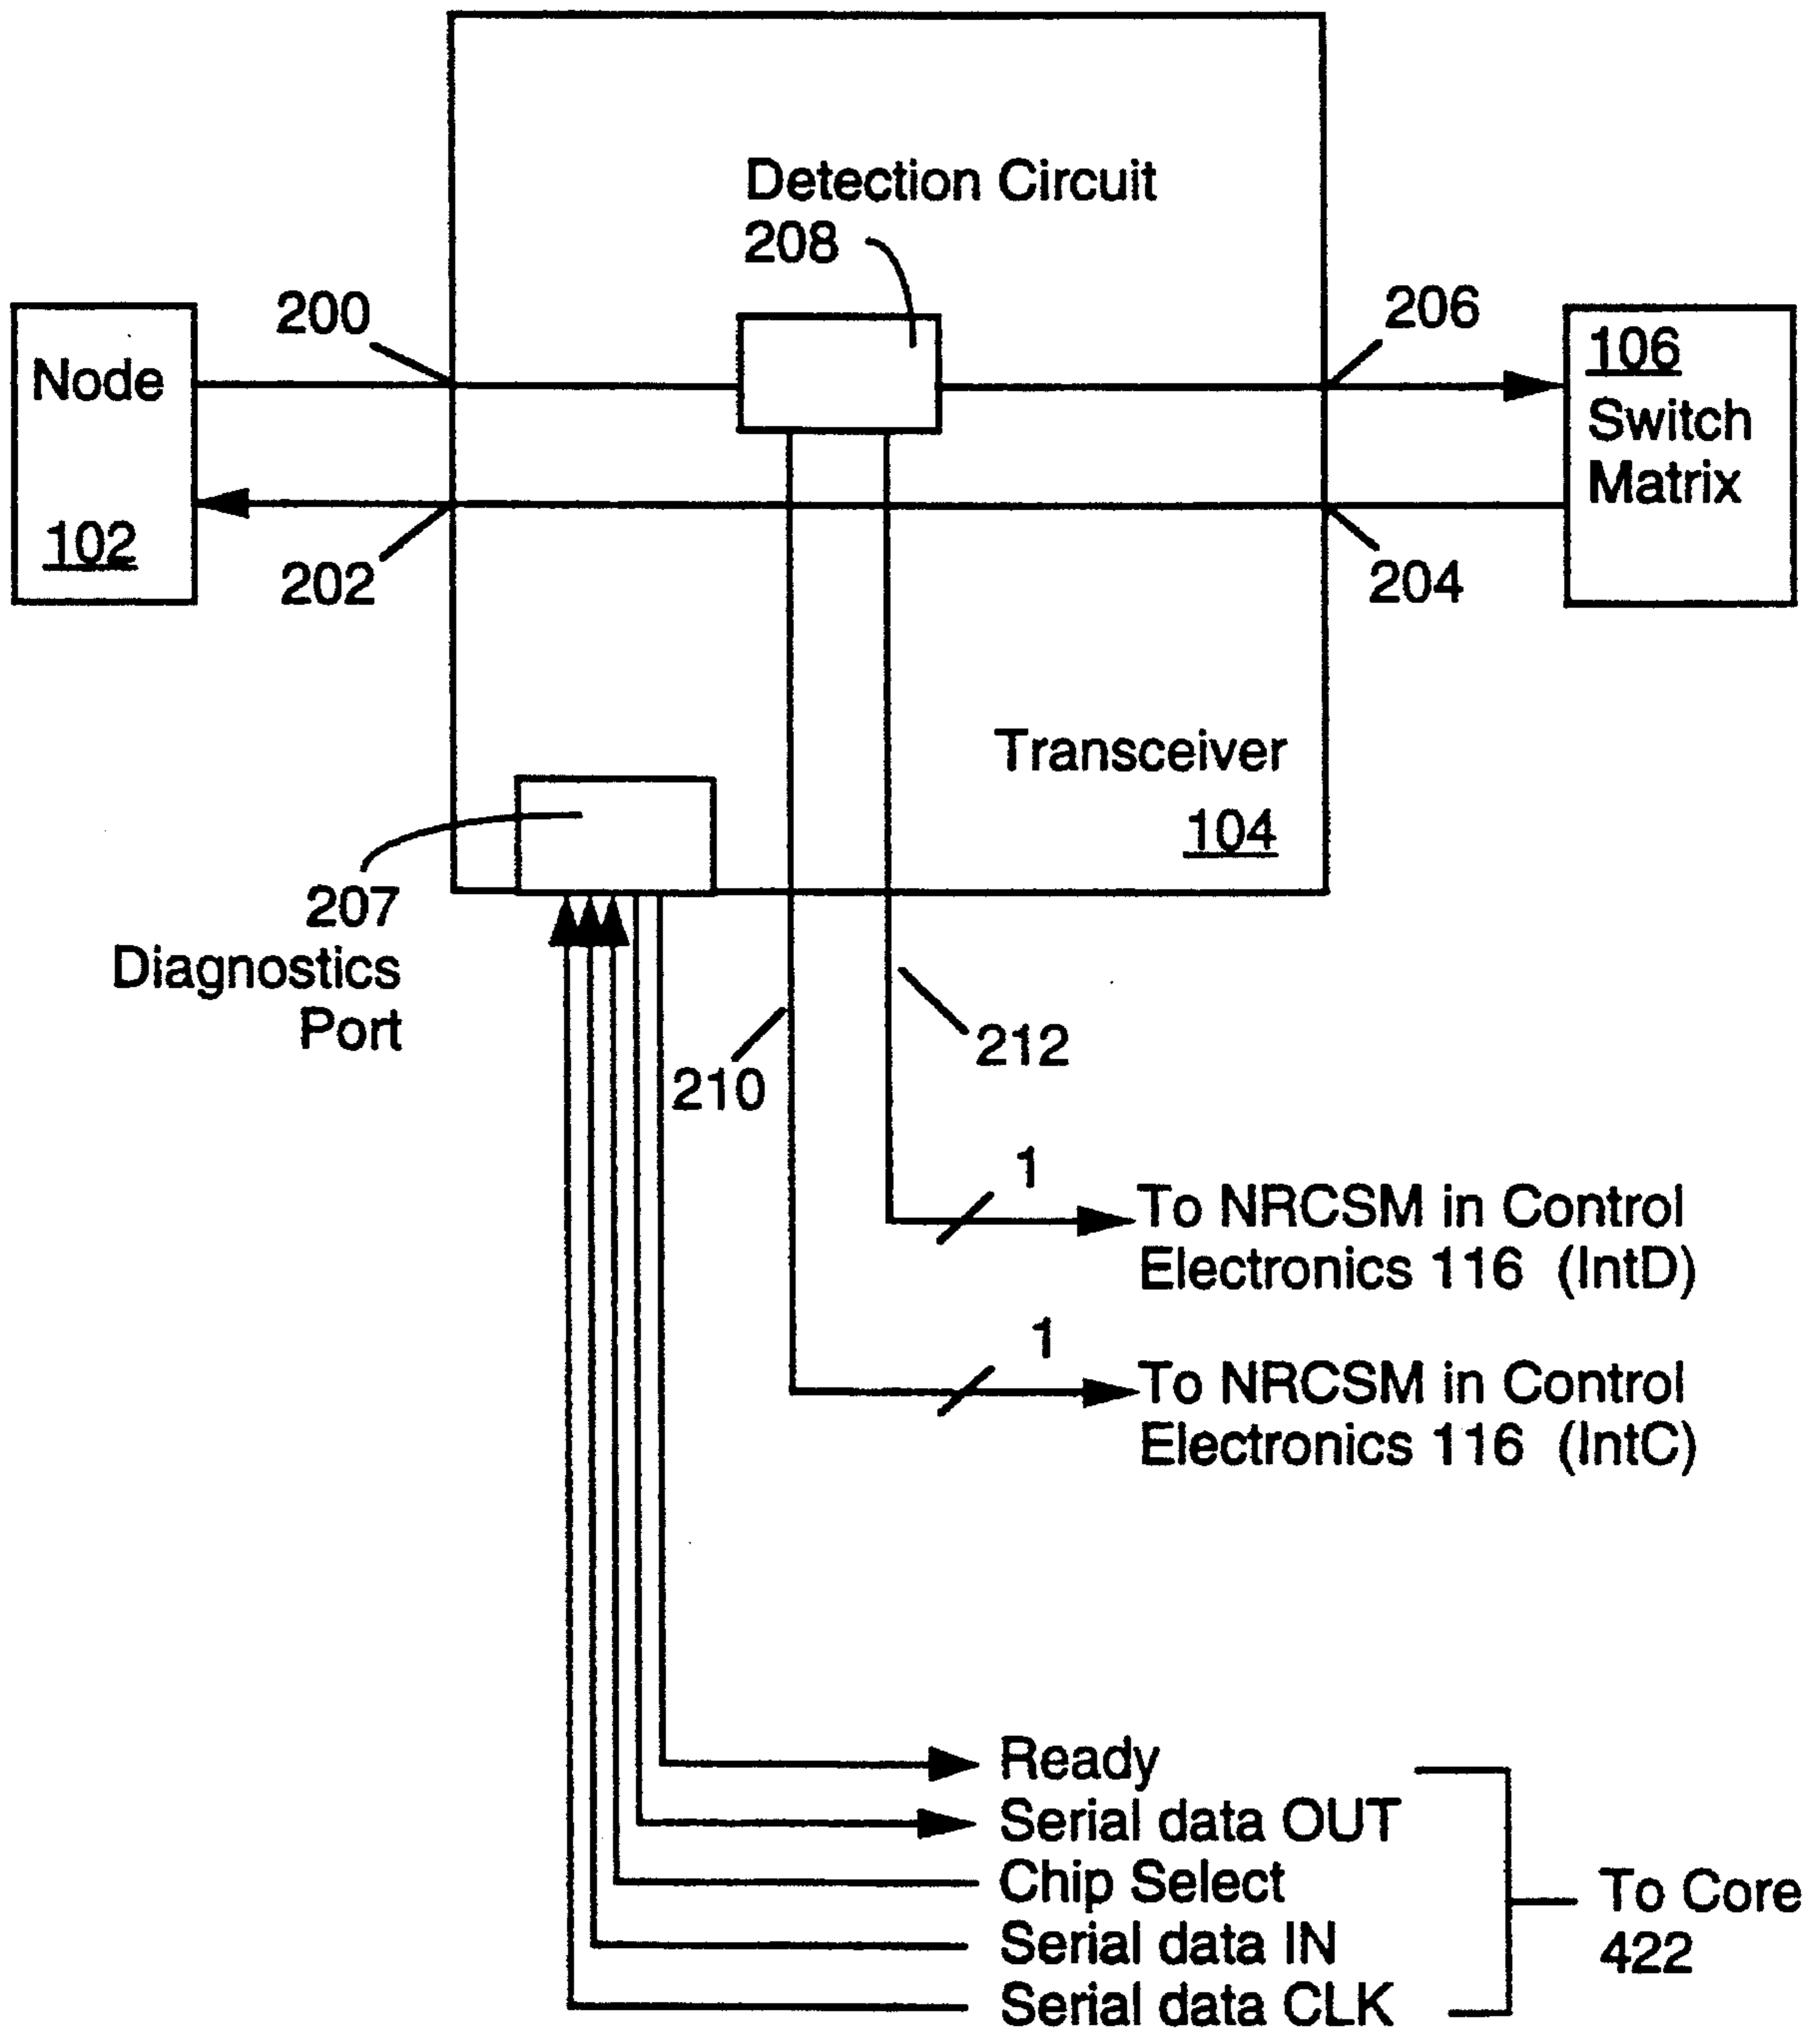 Detection Circuit
208
200
206
Node
102
106
Switch
Matrix
202
204
Transceiver
104
207
Diagnostics
Port
210
212
1
To NRCSM in Control
Electronics 116 (IntD)
1
To NRCSM in Control
Electronics 116 (IntC)
Ready
Serial data OUT
Chip Select
Serial data IN
Serial data CLK
To Core
422